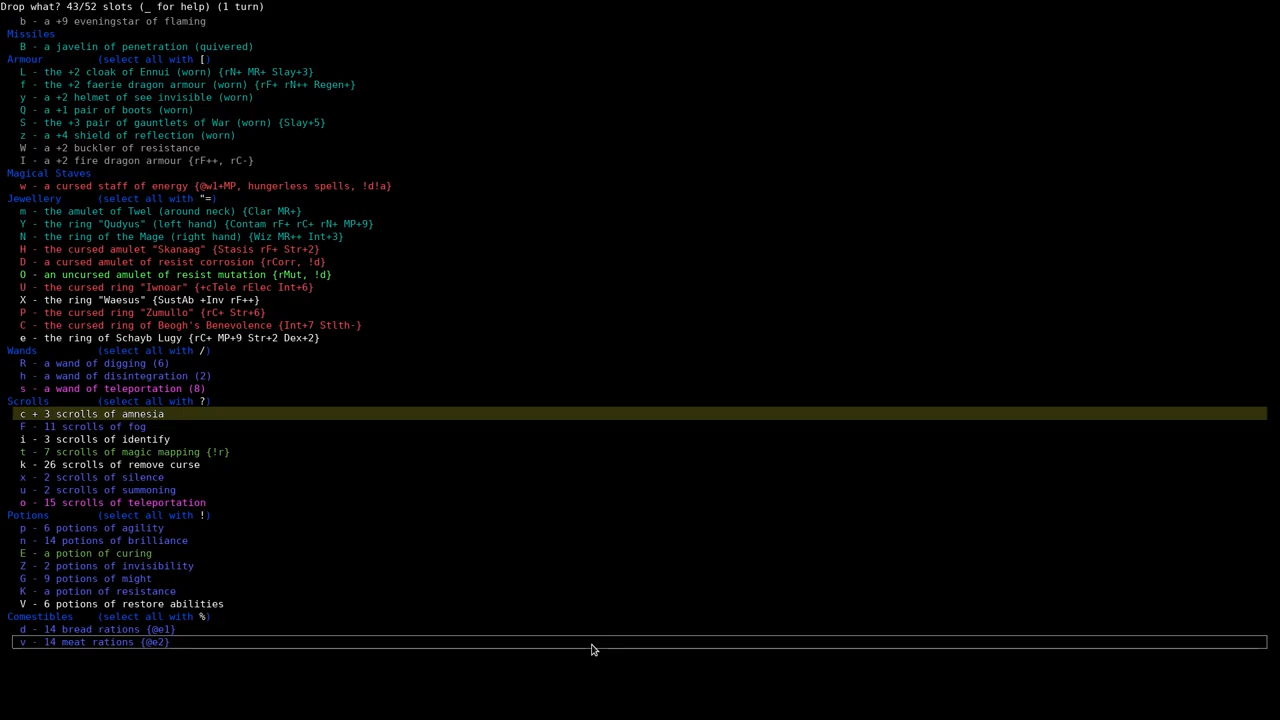 Drop what? 43/52 slots (_ for help) (1 turn)
b - a +9 eveningstar of flaming
Missiles
B - a javelin of penetration (quivered)
Armour (select all with [)
L - the +2 cloak of Ennui (worn) {rN+ MR+ Slay+3}
f - the +2 faerie dragon armour (worn) {rF+ rN++ Regen+}
y - a +2 helmet of see invisible (worn)
Q - a +1 pair of boots (worn)
S - the +3 pair of gauntlets of War (worn) {Slay+5}
z - a +4 shield of reflection (worn)
W - a +2 buckler of resistance
I - a +2 fire dragon armour {rF++, rC-}
Magical Staves
w - a cursed staff of energy {@w1+MP, hungerless spells, !d!a}
Jewellery (select all with "=)
m - the amulet of Twel (around neck) {Clar MR+}
Y - the ring "Qudyus" (left hand) {Contam rF+ rC+ rN+ MP+9}
N - the ring of the Mage (right hand) {Wiz MR++ Int+3}
H - the cursed amulet "Skanaag" {Stasis rF+ Str+2}
D - a cursed amulet of resist corrosion {rCorr, !d}
O - an uncursed amulet of resist mutation {rMut, !d}
U - the cursed ring "Iwnoar" {+cTele rElec Int+6}
X - the ring "Waesus" {SustAb +Inv rF++}
P - the cursed ring "Zumullo" {rC+ Str+6}
C - the cursed ring of Beogh's Benevolence {Int+7 Stlth-}
e - the ring of Schayb Lugy {rC+ MP+9 Str+2 Dex+2}
Wands (select all with /)
R - a wand of digging (6)
h - a wand of disintegration (2)
s - a wand of teleportation (8)
Scrolls (select all with ?)
c + 3 scrolls of amnesia
F - 11 scrolls of fog
i - 3 scrolls of identify
t - 7 scrolls of magic mapping {!r}
k - 26 scrolls of remove curse
x - 2 scrolls of silence
u - 2 scrolls of summoning
o - 15 scrolls of teleportation
Potions (select all with !)
p - 6 potions of agility
n - 14 potions of brilliance
E - a potion of curing
Z - 2 potions of invisibility
G - 9 potions of might
K - a potion of resistance
V - 6 potions of restore abilities
Comestibles (select all with %)
d - 14 bread rations {@e1}
v - 14 meat rations {@e2}